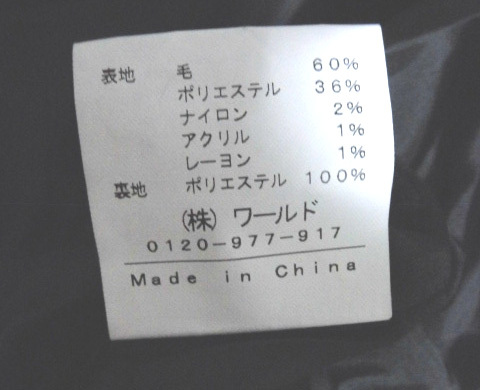 表地 毛 60%
ポリエステル 36%
ナイロン 2%
アクリル 1%
レーヨン 1%
裏地 ポリエステル 100%
(株) ワールド
0120-977-917
Made in China